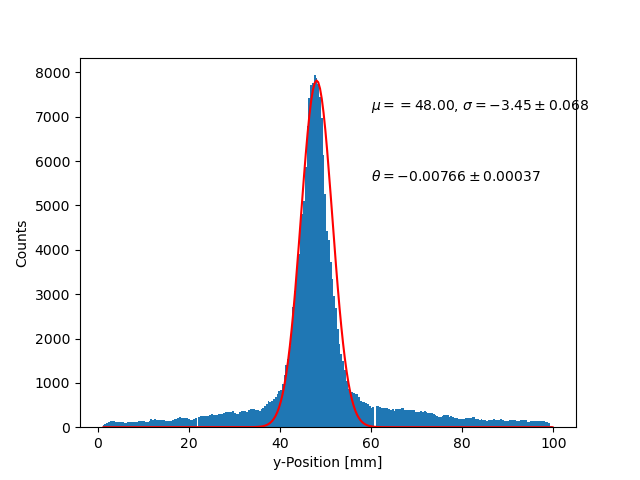 8000
μ = = 48.00, σ = −3.45 ± 0.068
7000
6000
θ = −0.00766 ± 0.00037
5000
4000
3000
2000
1000
0
Counts
0 20 40 60 80 100
y-Position [mm]